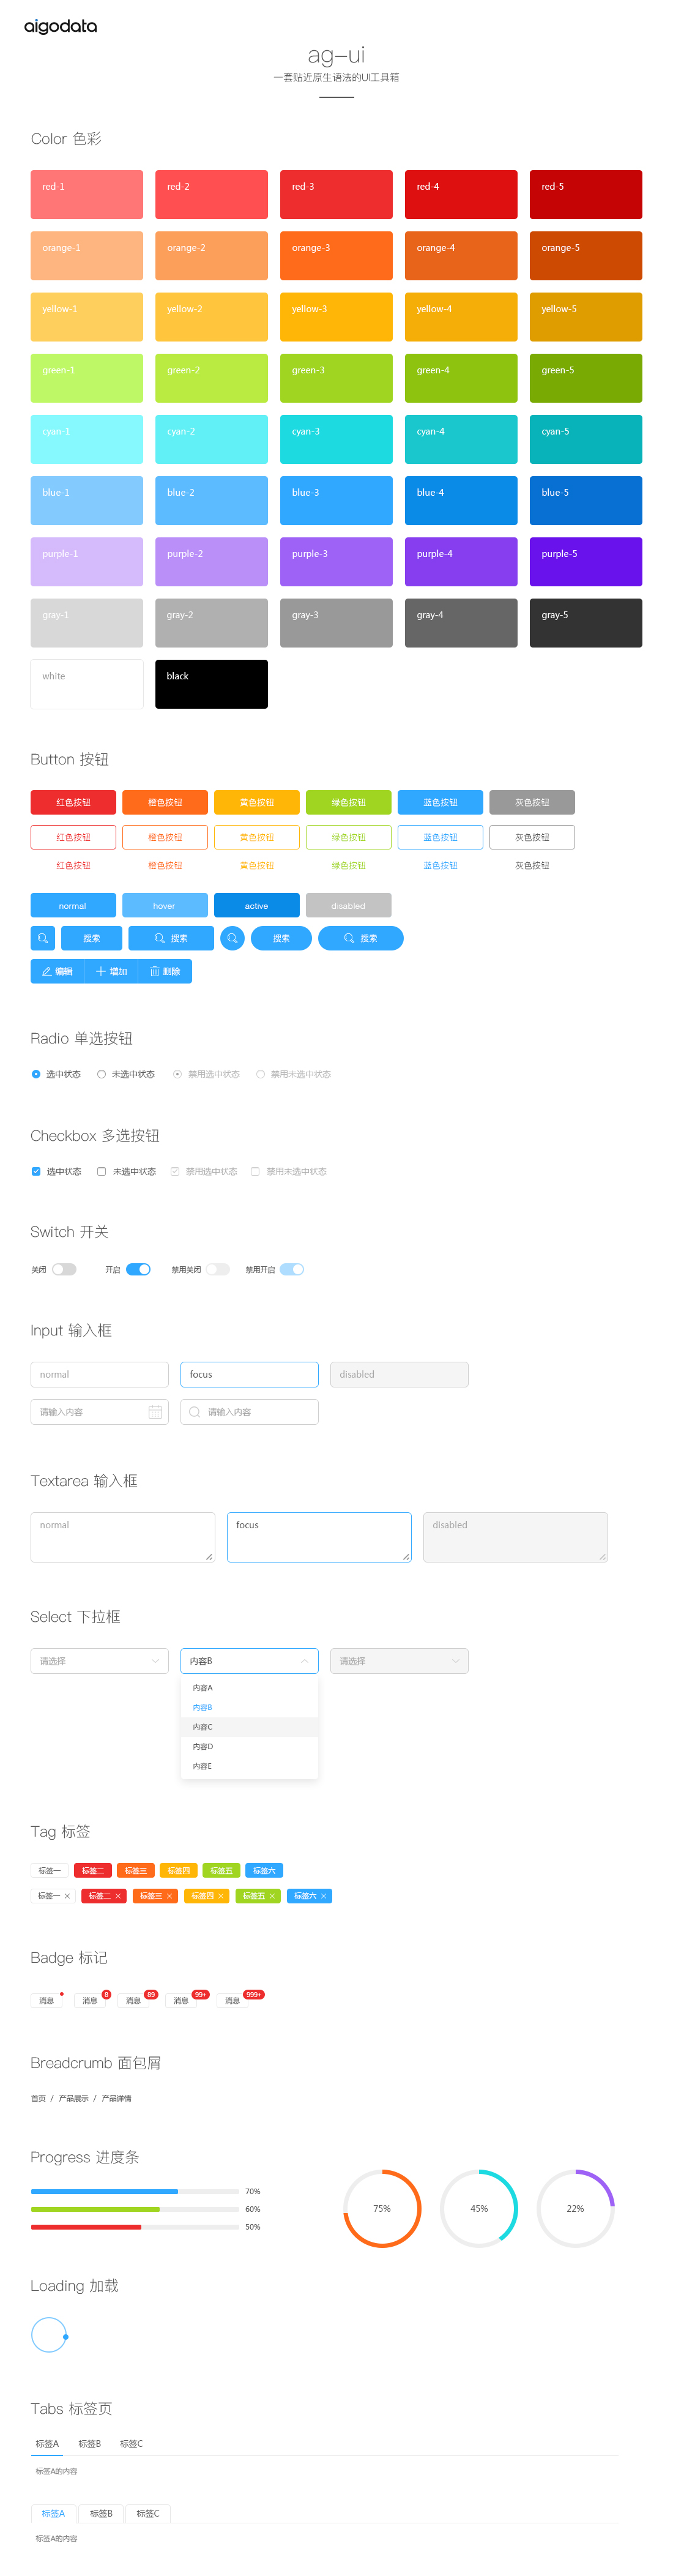 aigodata
ag-ui
一套贴近原生语法的UI工具箱
Color 色彩
red-1 red-2 red-3 red-4 red-5
orange-1 orange-2 orange-3 orange-4 orange-5
yellow-1 yellow-2 yellow-3 yellow-4 yellow-5
green-1 green-2 green-3 green-4 green-5
cyan-1 cyan-2 cyan-3 cyan-4 cyan-5
blue-1 blue-2 blue-3 blue-4 blue-5
purple-1 purple-2 purple-3 purple-4 purple-5
gray-1 gray-2 gray-3 gray-4 gray-5
white black
Button 按钮
红色按钮 橙色按钮 黄色按钮 绿色按钮 蓝色按钮 灰色按钮
红色按钮 橙色按钮 黄色按钮 绿色按钮 蓝色按钮 灰色按钮
红色按钮 橙色按钮 黄色按钮 绿色按钮 蓝色按钮 灰色按钮
normal hover active disabled
搜索 搜索 搜索 搜索
编辑 增加 删除
Radio 单选按钮
选中状态 未选中状态 禁用选中状态 禁用未选中状态
Checkbox 多选按钮
选中状态 未选中状态 禁用选中状态 禁用未选中状态
Switch 开关
关闭 开启 禁用关闭 禁用开启
Input 输入框
normal focus disabled
请输入内容 请输入内容
Textarea 输入框
normal focus disabled
Select 下拉框
请选择 内容B 请选择
内容A
内容B
内容C
内容D
内容E
Tag 标签
标签一 标签二 标签三 标签四 标签五 标签六
标签一 × 标签二 × 标签三 × 标签四 × 标签五 × 标签六 ×
Badge 标记
消息 消息 8 消息 89 消息 99+ 消息 999+
Breadcrumb 面包屑
首页 / 产品展示 / 产品详情
Progress 进度条
70%
60%
50%
75% 45% 22%
Loading 加载
Tabs 标签页
标签A 标签B 标签C
标签A的内容
标签A 标签B 标签C
标签A的内容